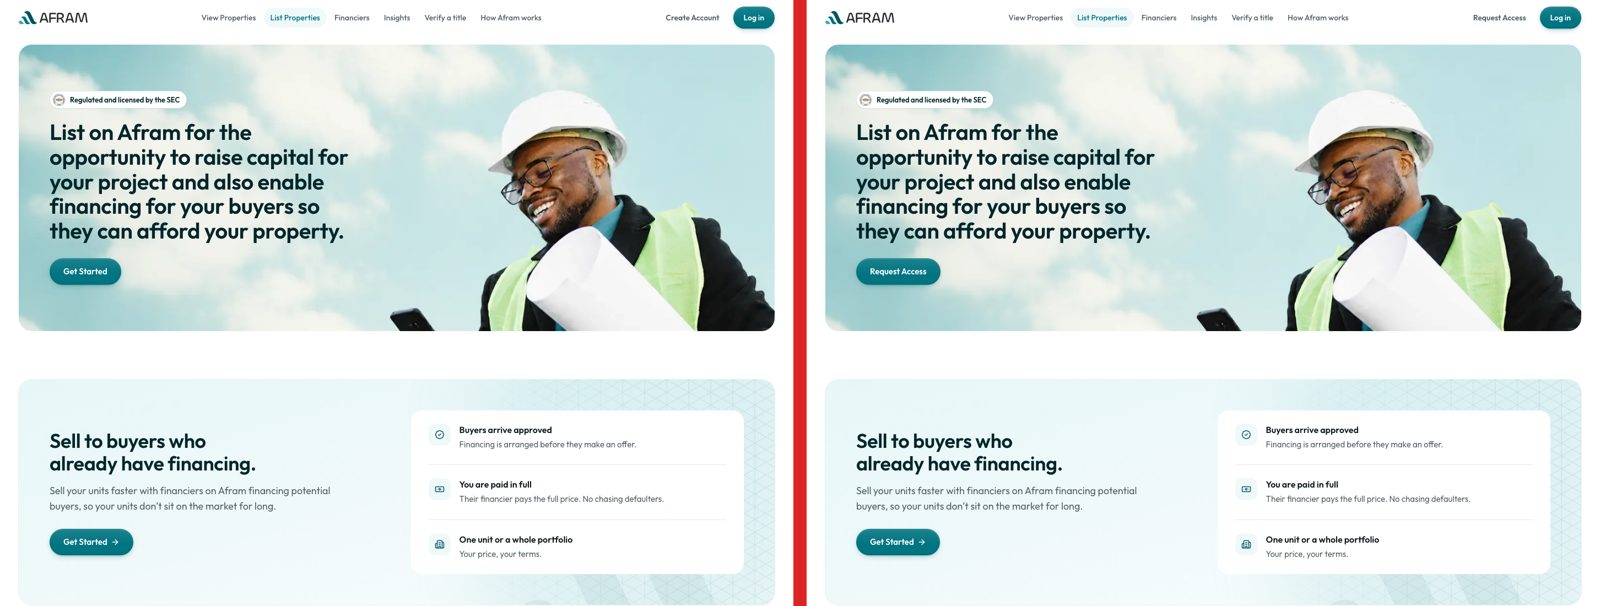 AFRAM
View Properties
List Properties
Financiers
Insights
Verify a title
How Afram works
Create Account
Log in
Regulated and licensed by the SEC
List on Afram for the
opportunity to raise capital for
your project and also enable
financing for your buyers so
they can afford your property.
Get Started
Sell to buyers who
already have financing.
Sell your units faster with financiers on Afram financing potential
buyers, so your units don't sit on the market for long.
Get Started →
Buyers arrive approved
Financing is arranged before they make an offer.
You are paid in full
Their financier pays the full price. No chasing defaulters.
One unit or a whole portfolio
Your price, your terms.
AFRAM
View Properties
List Properties
Financiers
Insights
Verify a title
How Afram works
Request Access
Log in
Regulated and licensed by the SEC
List on Afram for the
opportunity to raise capital for
your project and also enable
financing for your buyers so
they can afford your property.
Request Access
Sell to buyers who
already have financing.
Sell your units faster with financiers on Afram financing potential
buyers, so your units don't sit on the market for long.
Get Started →
Buyers arrive approved
Financing is arranged before they make an offer.
You are paid in full
Their financier pays the full price. No chasing defaulters.
One unit or a whole portfolio
Your price, your terms.